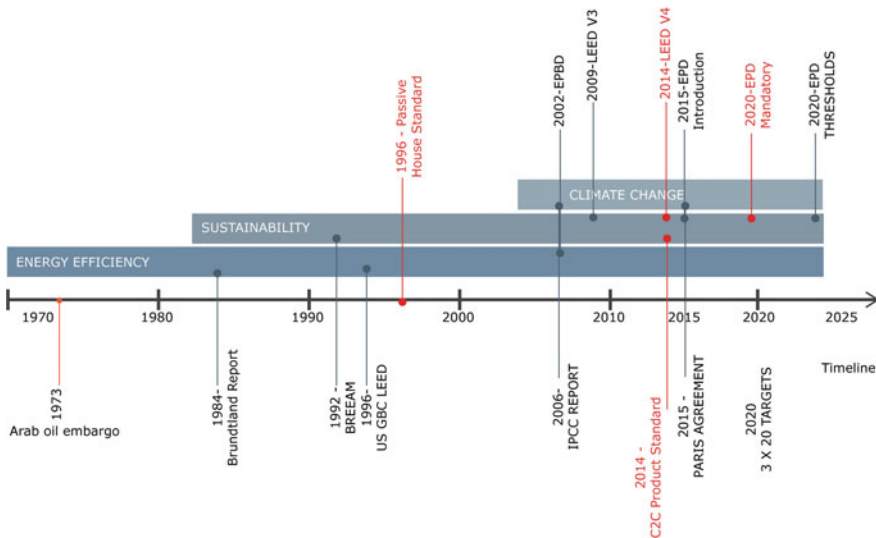 1996 - Passive
House Standard
2002-EPBD
2009-LEED V3
2014-LEED V4
2015-EPD
Introduction
2020-EPD
Mandatory
2020-EPD
THRESHOLDS
CLIMATE CHANGE
SUSTAINABILITY
ENERGY EFFICIENCY
1970
1980
1990
2000
2010
2015
2020
2025
Timeline
1973
Arab oil embargo
1984-
Brundtland Report
1992 -
BREEAM
1996-
US GBC LEED
2006-
IPCC REPORT
2014 -
C2C Product Standard
2015 -
PARIS AGREEMENT
2020
3 X 20 TARGETS